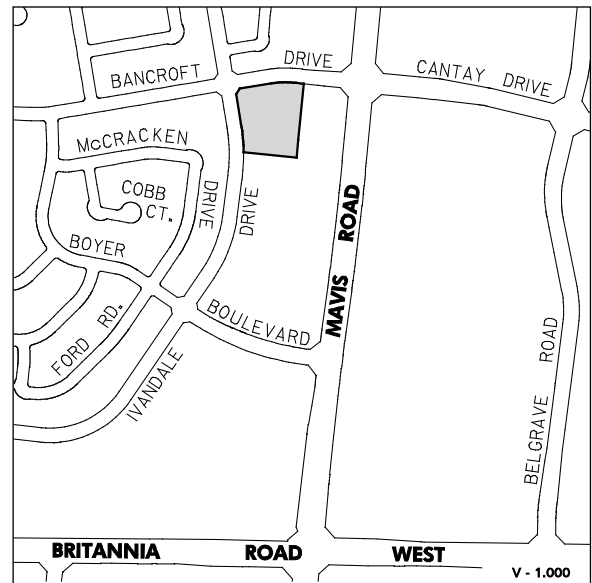 DRIVE
BANCROFT
CANTAY DRIVE
McCRACKEN
COBB
CT.
DRIVE
DRIVE
MAVIS ROAD
BOYER
BOULEVARD
FORD RD.
IVANDALE
BELGRAVE ROAD
BRITANNIA ROAD WEST
V - 1.000